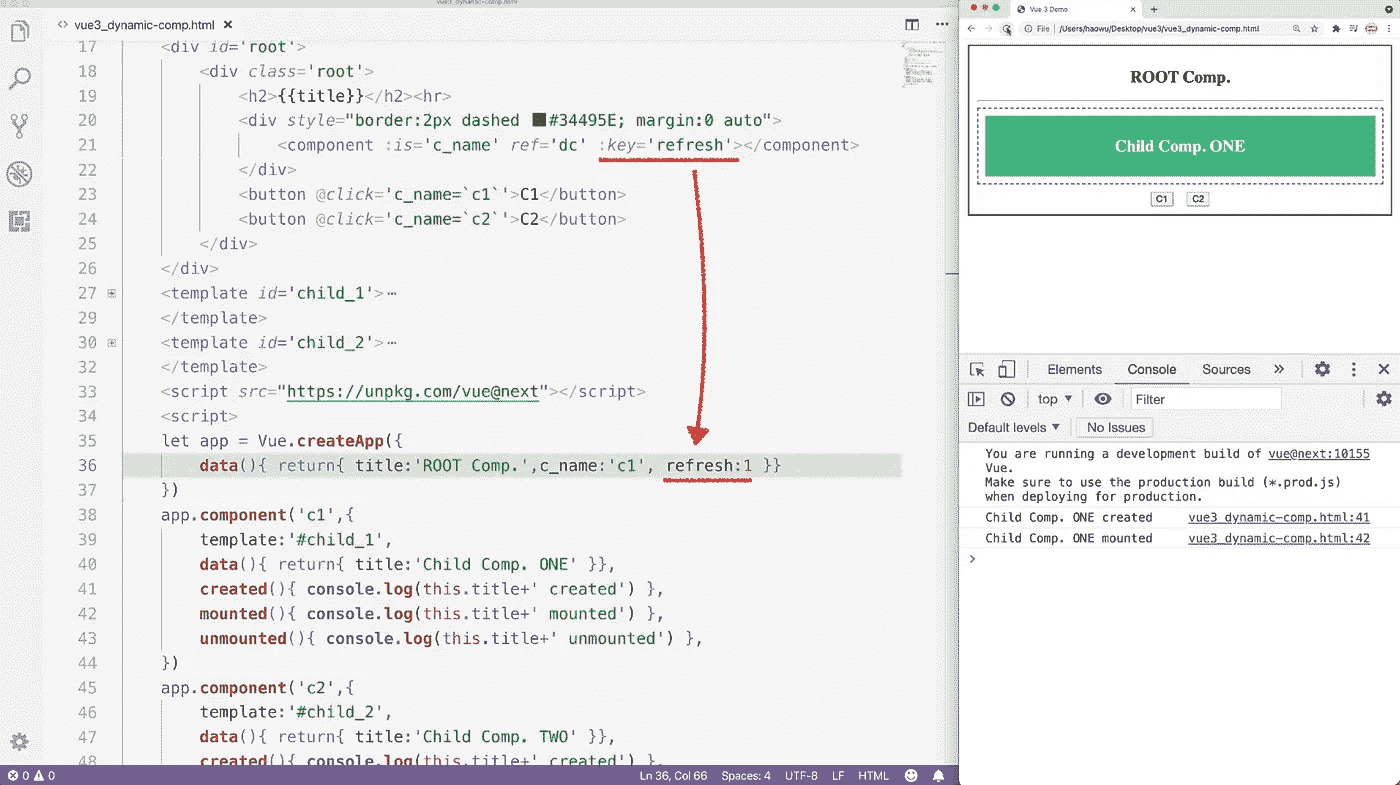 vue3_dynamic-comp.html
vue3_dynamic-comp.html ×
17 <div id='root'>
18 <div class='root'>
19 <h2>{{title}}</h2><hr>
20 <div style="border:2px dashed #34495E; margin:0 auto">
21 <component :is='c_name' ref='dc' :key='refresh'></component>
22 </div>
23 <button @click='c_name=`c1`'>C1</button>
24 <button @click='c_name=`c2`'>C2</button>
25 </div>
26 </div>
27 <template id='child_1'>⋯
29 </template>
30 <template id='child_2'>⋯
32 </template>
33 <script src="https://unpkg.com/vue@next"></script>
34 <script>
35 let app = Vue.createApp({
36 data(){ return{ title:'ROOT Comp.',c_name:'c1', refresh:1 }}
37 })
38 app.component('c1',{
39 template:'#child_1',
40 data(){ return{ title:'Child Comp. ONE' }},
41 created(){ console.log(this.title+' created') },
42 mounted(){ console.log(this.title+' mounted') },
43 unmounted(){ console.log(this.title+' unmounted') },
44 })
45 app.component('c2',{
46 template:'#child_2',
47 data(){ return{ title:'Child Comp. TWO' }},
48 created(){ console.log(this.title+' created') },
0 0 Ln 36, Col 66 Spaces: 4 UTF-8 LF HTML
Vue 3 Demo
File /Users/haowu/Desktop/vue3/vue3_dynamic-comp.html
ROOT Comp.
Child Comp. ONE
C1 C2
Elements Console Sources »
top Filter
Default levels No Issues
You are running a development build of vue@next:10155
Vue.
Make sure to use the production build (*.prod.js)
when deploying for production.
Child Comp. ONE created vue3_dynamic-comp.html:41
Child Comp. ONE mounted vue3_dynamic-comp.html:42
>